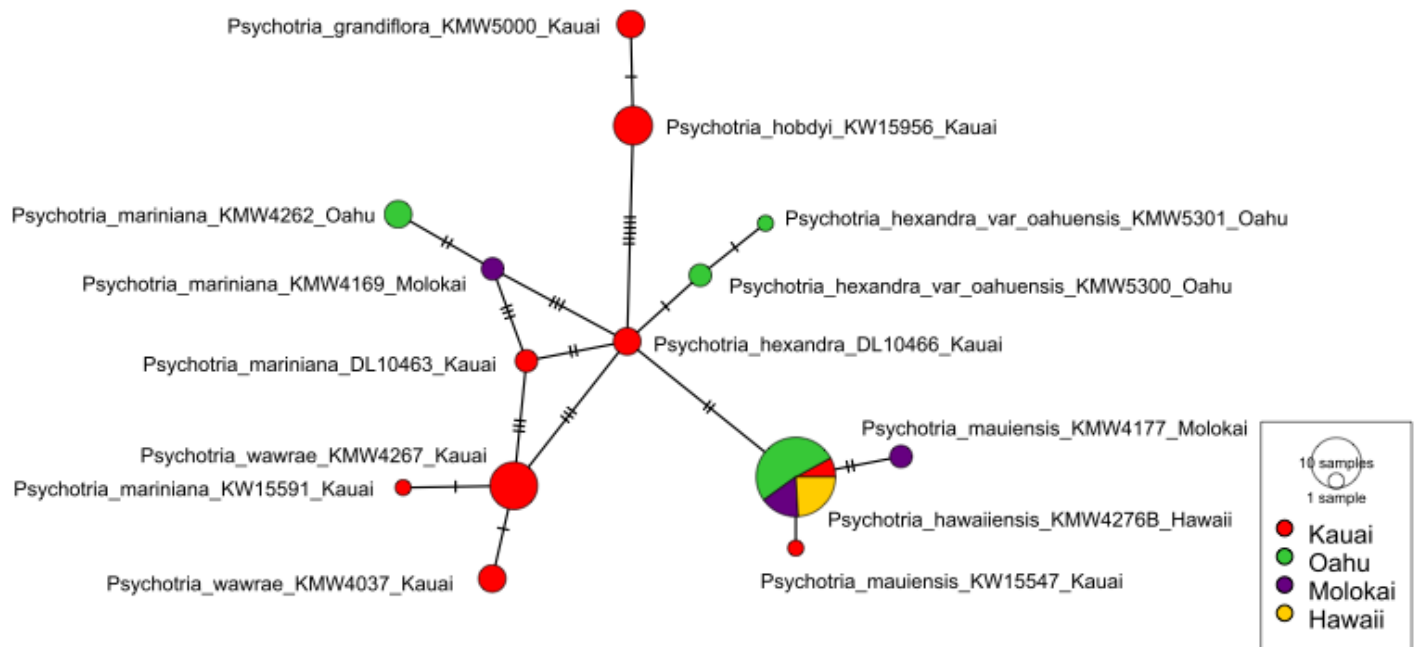 Psychotria_grandiflora_KMW5000_Kauai
Psychotria_hobdyi_KW15956_Kauai
Psychotria_mariniana_KMW4262_Oahu
Psychotria_hexandra_var_oahuensis_KMW5301_Oahu
Psychotria_mariniana_KMW4169_Molokai
Psychotria_hexandra_var_oahuensis_KMW5300_Oahu
Psychotria_hexandra_DL10466_Kauai
Psychotria_mariniana_DL10463_Kauai
Psychotria_mauiensis_KMW4177_Molokai
Psychotria_wawrae_KMW4267_Kauai
Psychotria_mariniana_KW15591_Kauai
Psychotria_hawaiiensis_KMW4276B_Hawaii
Psychotria_wawrae_KMW4037_Kauai
Psychotria_mauiensis_KW15547_Kauai
10 samples
1 sample
Kauai
Oahu
Molokai
Hawaii